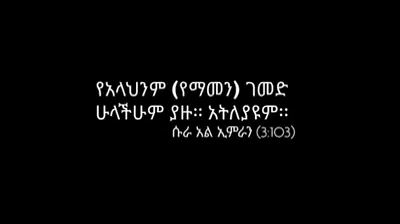 የአላህንም (የማመን) ገመድ
ሁላችሁም ያዙ። አትለያዩም።
ሱራ አል ኢምራን (3:103)